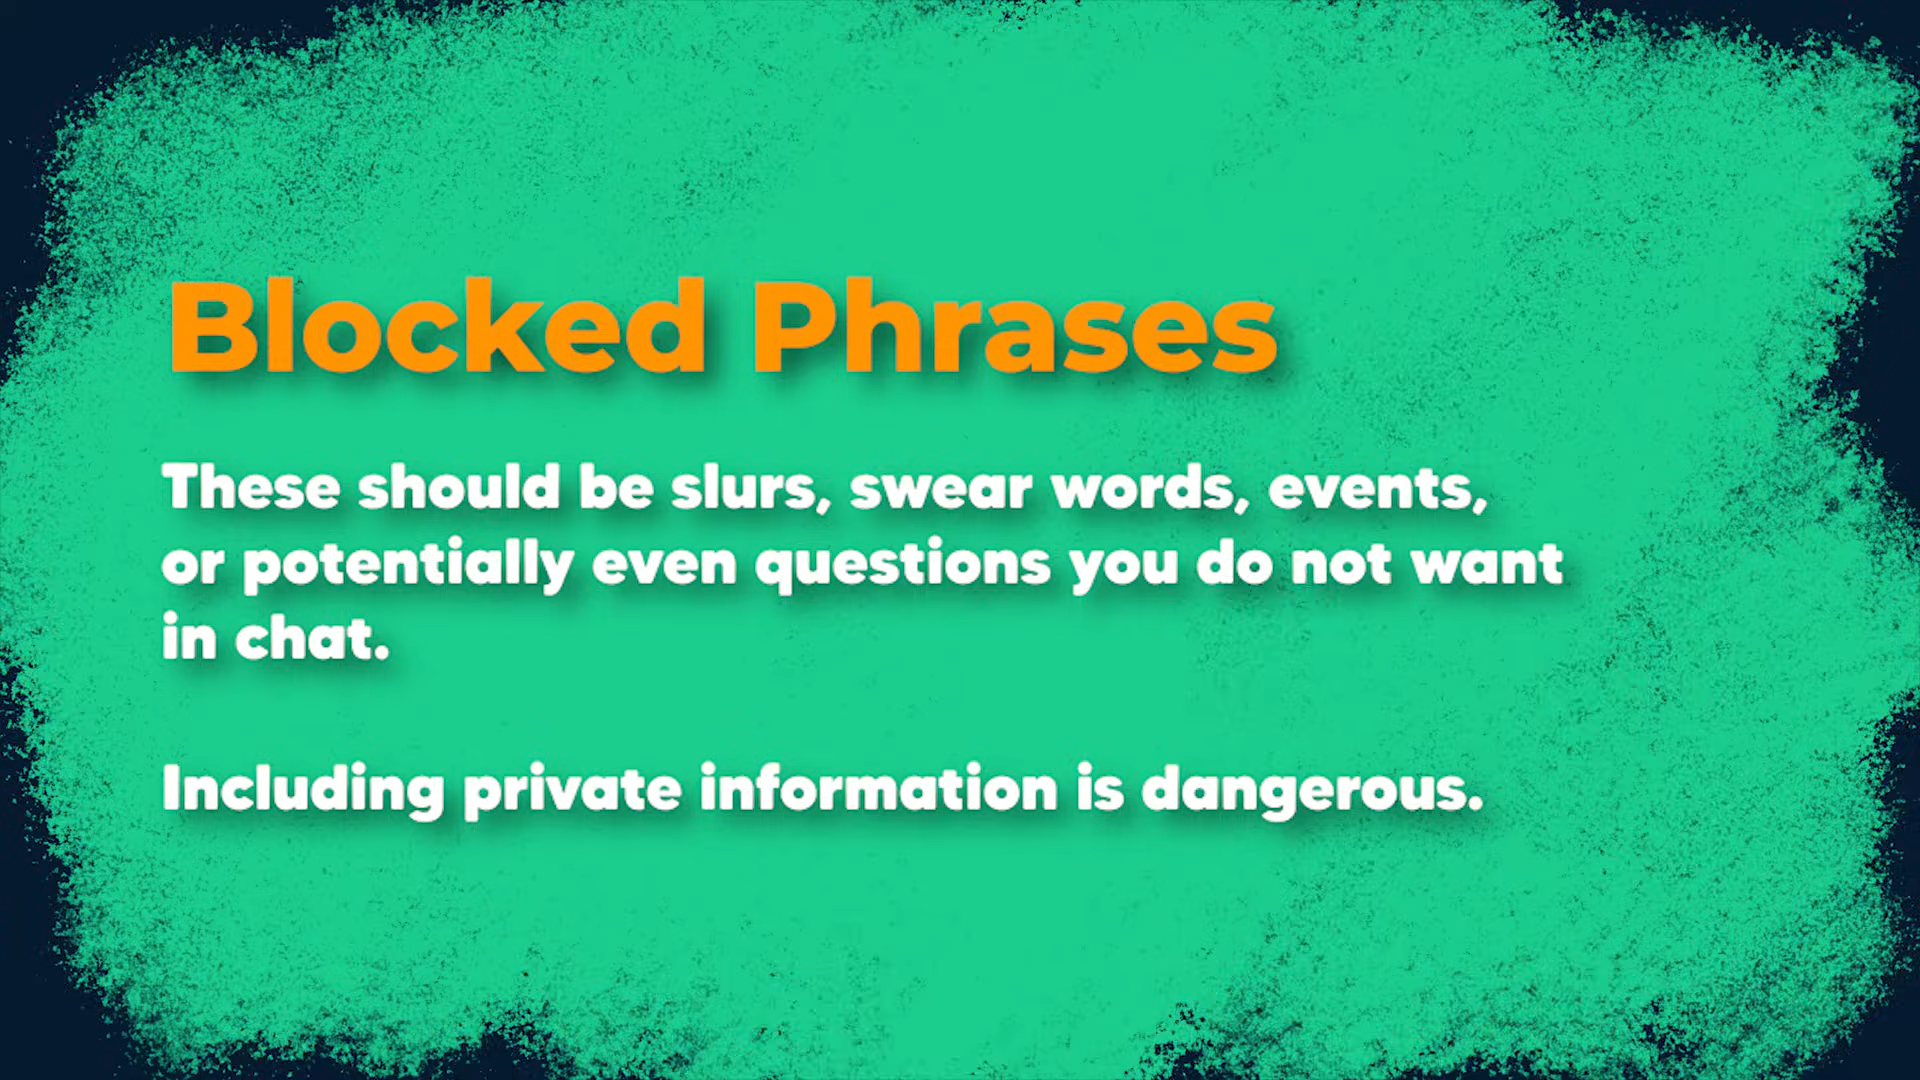 Blocked Phrases
These should be slurs, swear words, events,
or potentially even questions you do not want
in chat.
Including private information is dangerous.